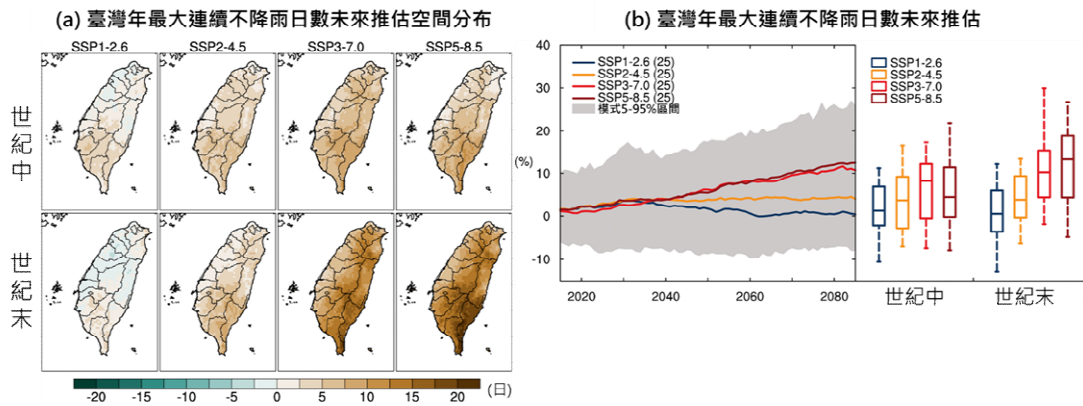 (a) 臺灣年最大連續不降雨日數未來推估空間分布
SSP1-2.6
SSP2-4.5
SSP3-7.0
SSP5-8.5
世紀中
世紀末
-20
-15
-10
-5
0
5
10
15
20
(日)
(b) 臺灣年最大連續不降雨日數未來推估
40
30
20
10
0
-10
(%)
SSP1-2.6 (25)
SSP2-4.5 (25)
SSP3-7.0 (25)
SSP5-8.5 (25)
模式5-95%區間
2020
2040
2060
2080
SSP1-2.6
SSP2-4.5
SSP3-7.0
SSP5-8.5
世紀中
世紀末